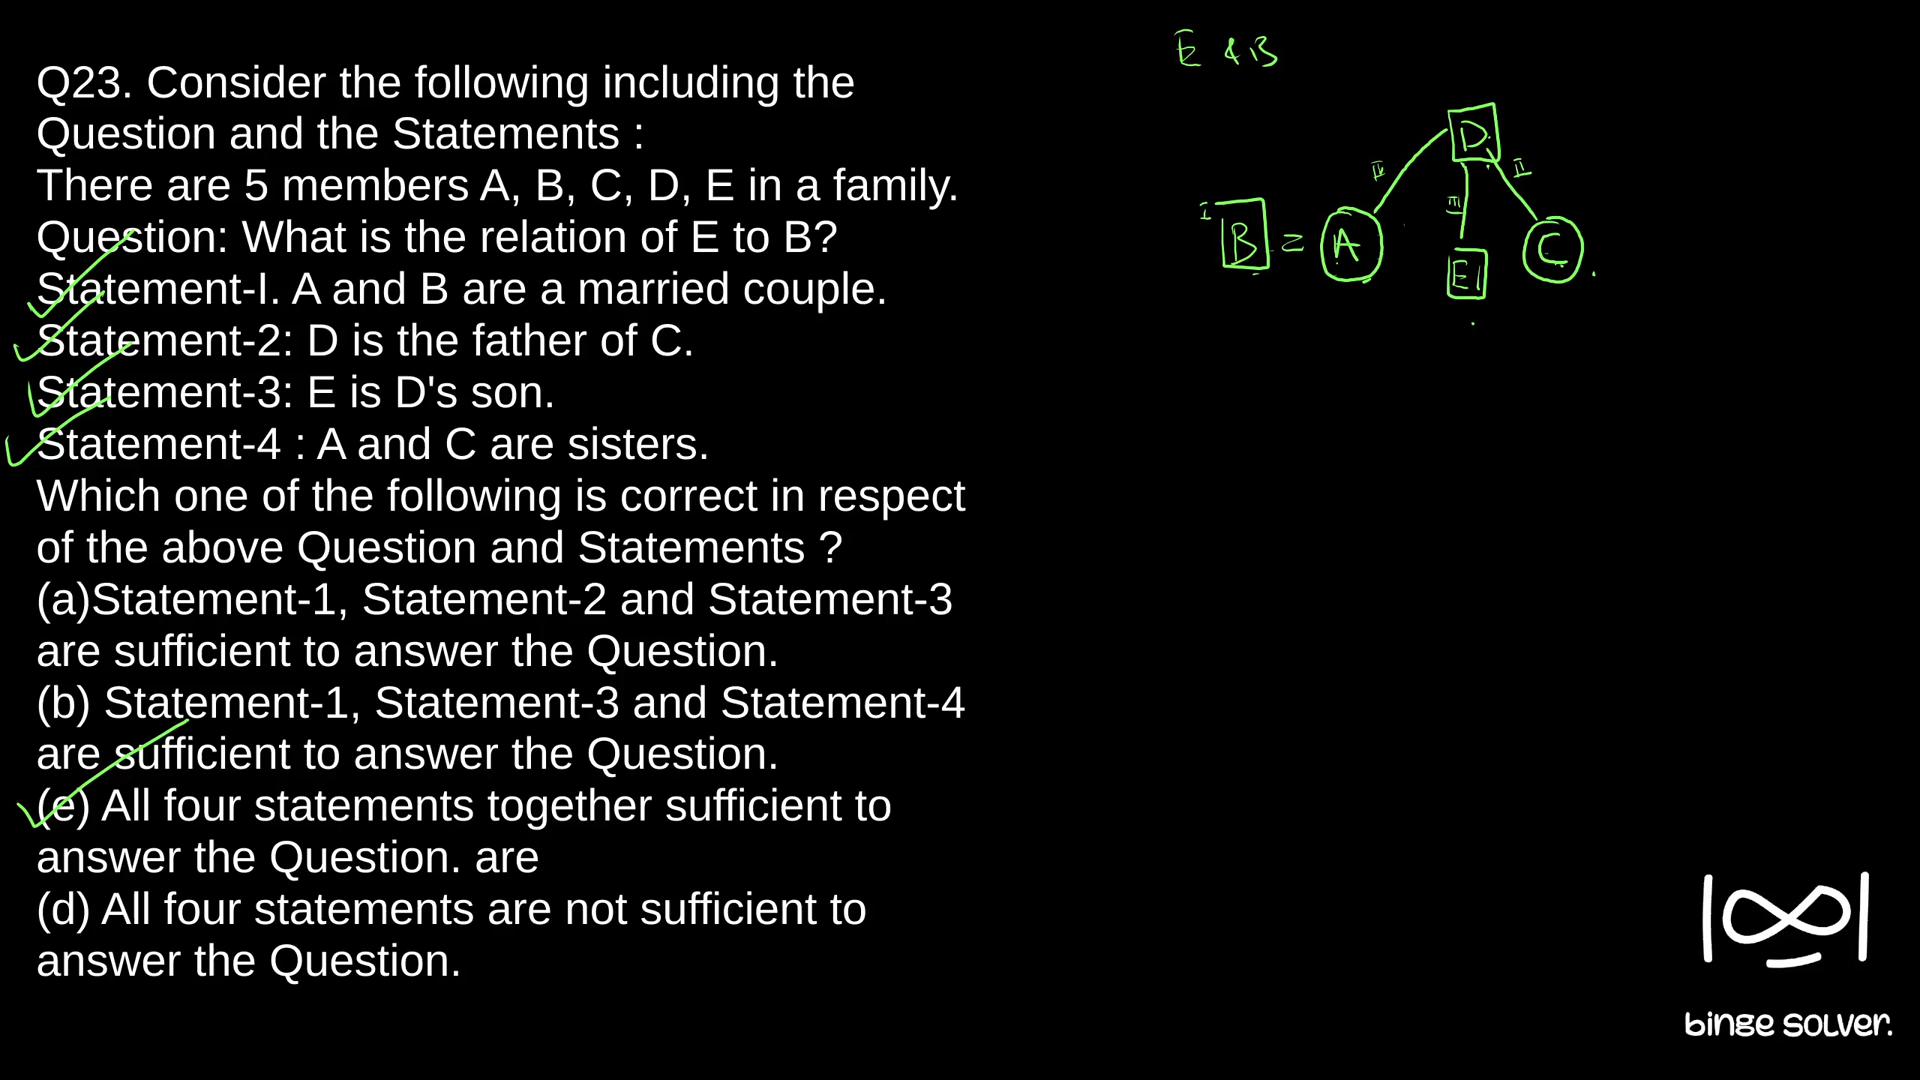 Q23. Consider the following including the
Question and the Statements :
There are 5 members A, B, C, D, E in a family.
Question: What is the relation of E to B?
Statement-I. A and B are a married couple.
Statement-2: D is the father of C.
Statement-3: E is D's son.
Statement-4 : A and C are sisters.
Which one of the following is correct in respect
of the above Question and Statements ?
(a)Statement-1, Statement-2 and Statement-3
are sufficient to answer the Question.
(b) Statement-1, Statement-3 and Statement-4
are sufficient to answer the Question.
(e) All four statements together sufficient to
answer the Question. are
(d) All four statements are not sufficient to
answer the Question.
E & B
D
IV II
III
I B = A E C
binge solver.